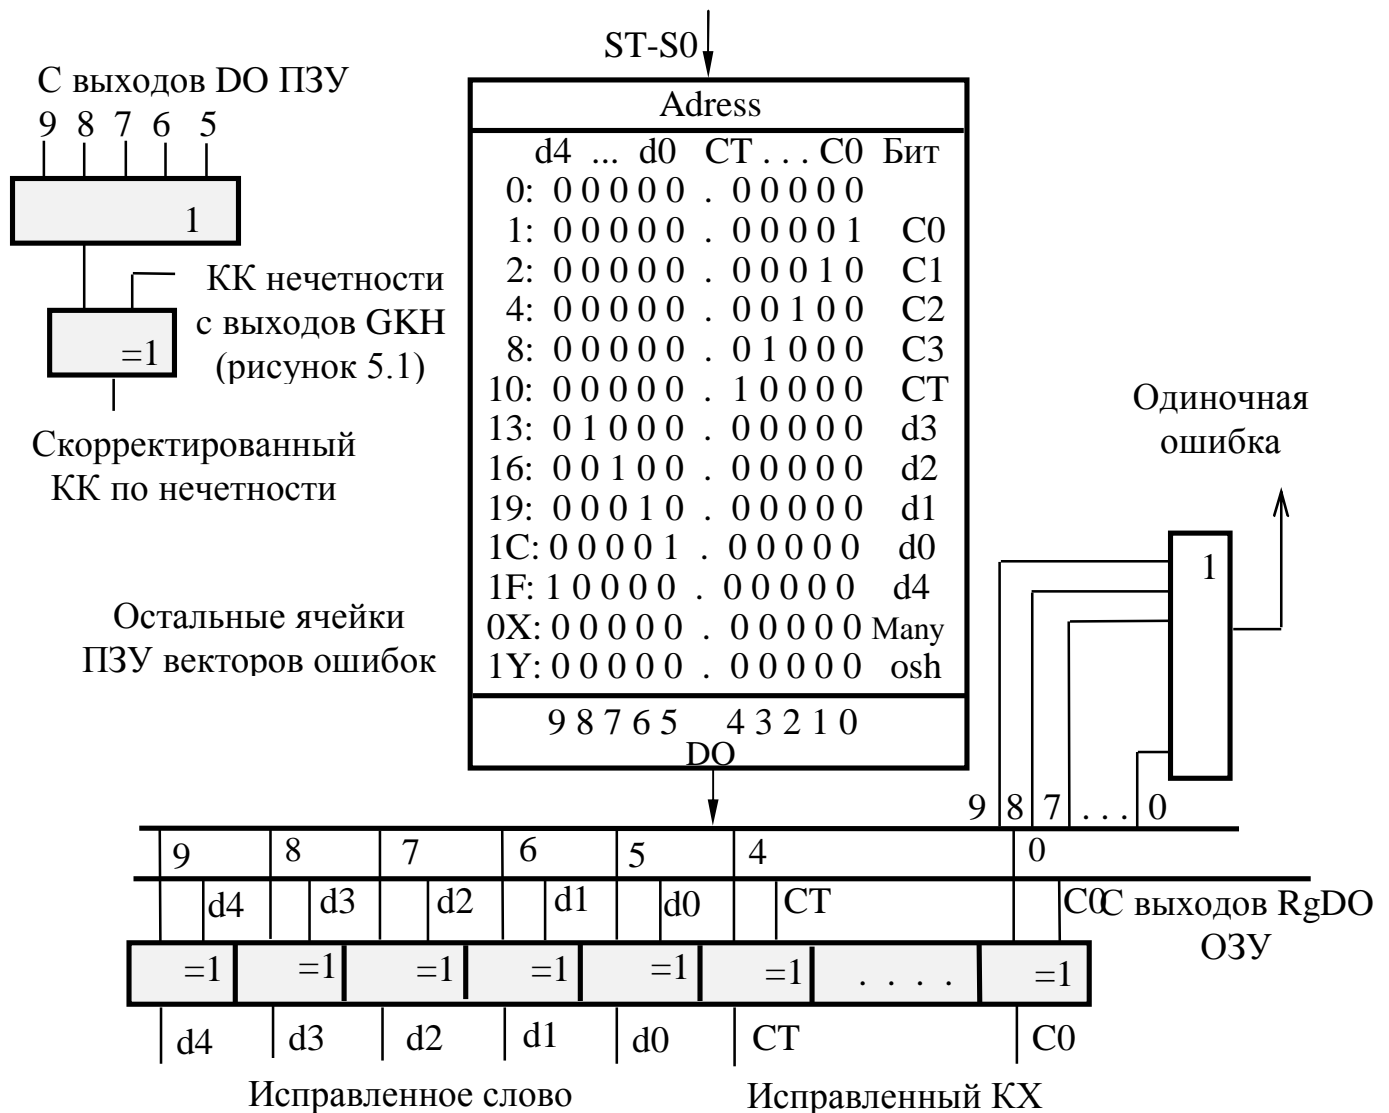 ST-S0
С выходов DO ПЗУ
9 8 7 6 5
1
КК нечетности
с выходов GKH
(рисунок 5.1)
=1
Скорректированный
КК по нечетности
Adress
d4 ... d0 CT . . . C0 Бит
0: 0 0 0 0 0 . 0 0 0 0 0
1: 0 0 0 0 0 . 0 0 0 0 1 C0
2: 0 0 0 0 0 . 0 0 0 1 0 C1
4: 0 0 0 0 0 . 0 0 1 0 0 C2
8: 0 0 0 0 0 . 0 1 0 0 0 C3
10: 0 0 0 0 0 . 1 0 0 0 0 CT
13: 0 1 0 0 0 . 0 0 0 0 0 d3
16: 0 0 1 0 0 . 0 0 0 0 0 d2
19: 0 0 0 1 0 . 0 0 0 0 0 d1
1C: 0 0 0 0 1 . 0 0 0 0 0 d0
1F: 1 0 0 0 0 . 0 0 0 0 0 d4
0X: 0 0 0 0 0 . 0 0 0 0 0 Many
1Y: 0 0 0 0 0 . 0 0 0 0 0 osh
9 8 7 6 5 4 3 2 1 0
DO
Остальные ячейки
ПЗУ векторов ошибок
Одиночная
ошибка
1
9 8 7 . . . 0
9 8 7 6 5 4 0
d4 d3 d2 d1 d0 CT C0
С выходов RgDO
ОЗУ
=1 =1 =1 =1 =1 =1 . . . . =1
d4 d3 d2 d1 d0 CT C0
Исправленное слово
Исправленный КХ